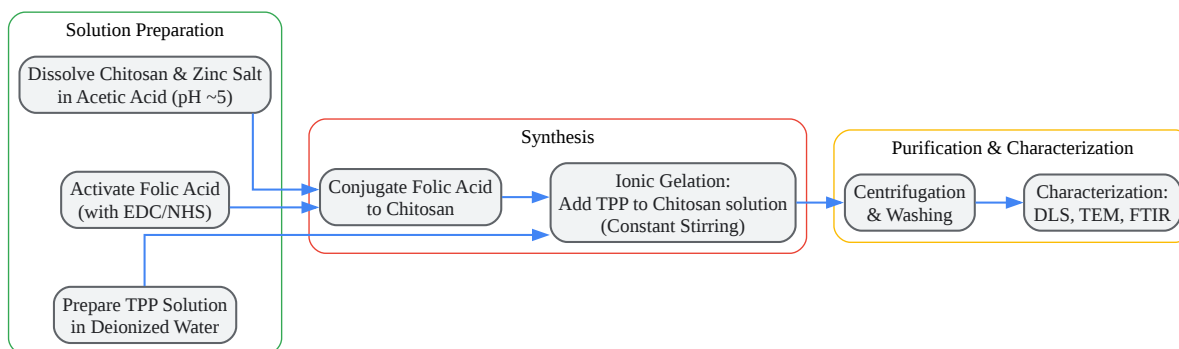 Solution Preparation
Dissolve Chitosan & Zinc Salt
in Acetic Acid (pH ~5)
Activate Folic Acid
(with EDC/NHS)
Prepare TPP Solution
in Deionized Water
Synthesis
Conjugate Folic Acid
to Chitosan
Ionic Gelation:
Add TPP to Chitosan solution
(Constant Stirring)
Purification & Characterization
Centrifugation
& Washing
Characterization:
DLS, TEM, FTIR